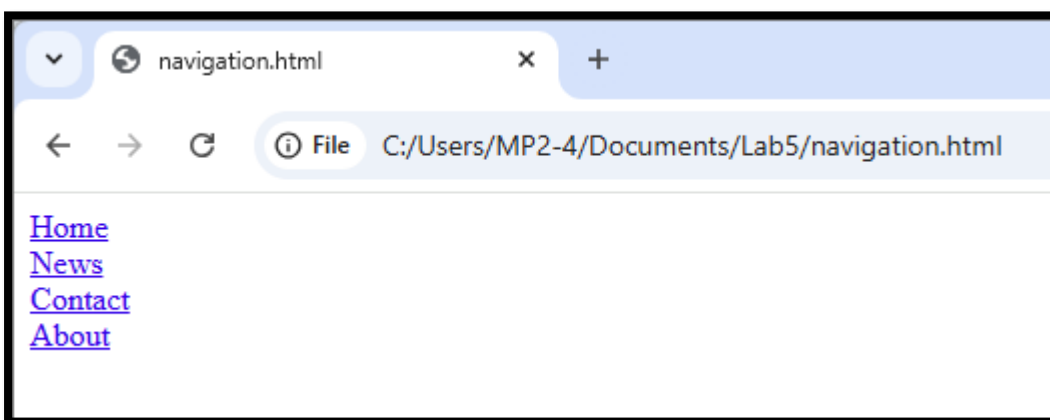 navigation.html
File C:/Users/MP2-4/Documents/Lab5/navigation.html
Home
News
Contact
About